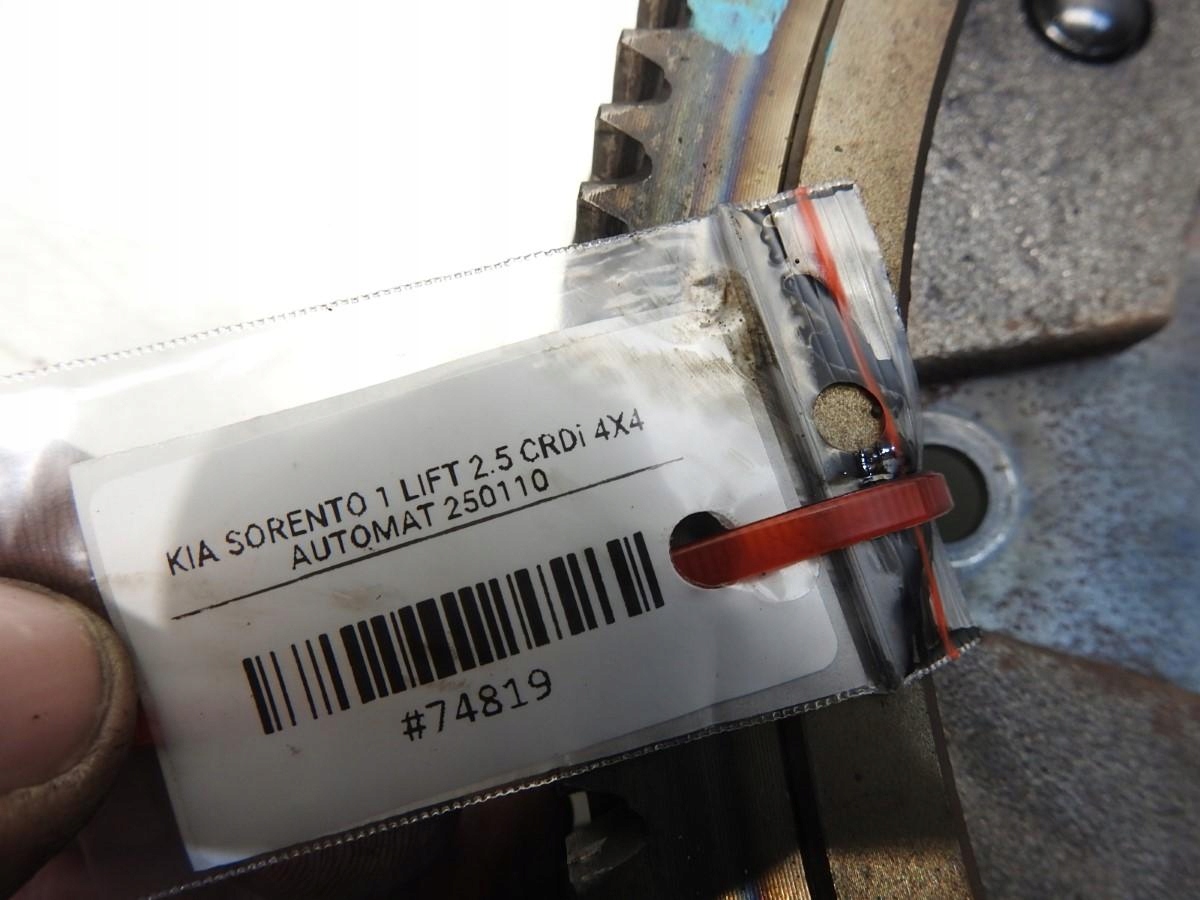 KIA SORENTO 1 LIFT 2.5 CRDi 4X4
AUTOMAT 250110
#74819